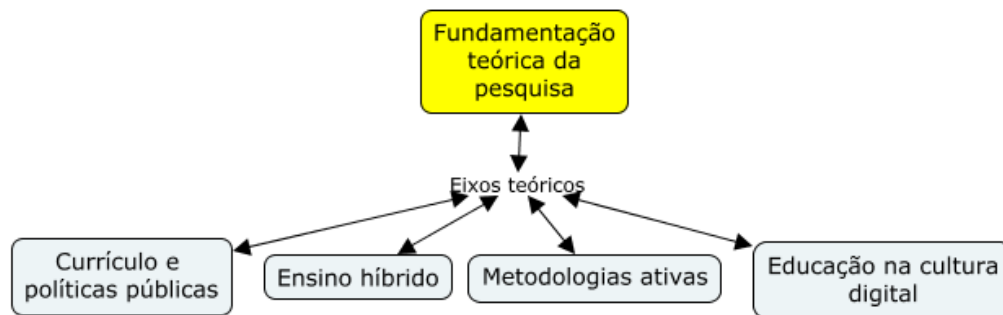 Fundamentação
teórica da
pesquisa
Eixos teóricos
Currículo e
políticas públicas
Ensino híbrido
Metodologias ativas
Educação na cultura
digital